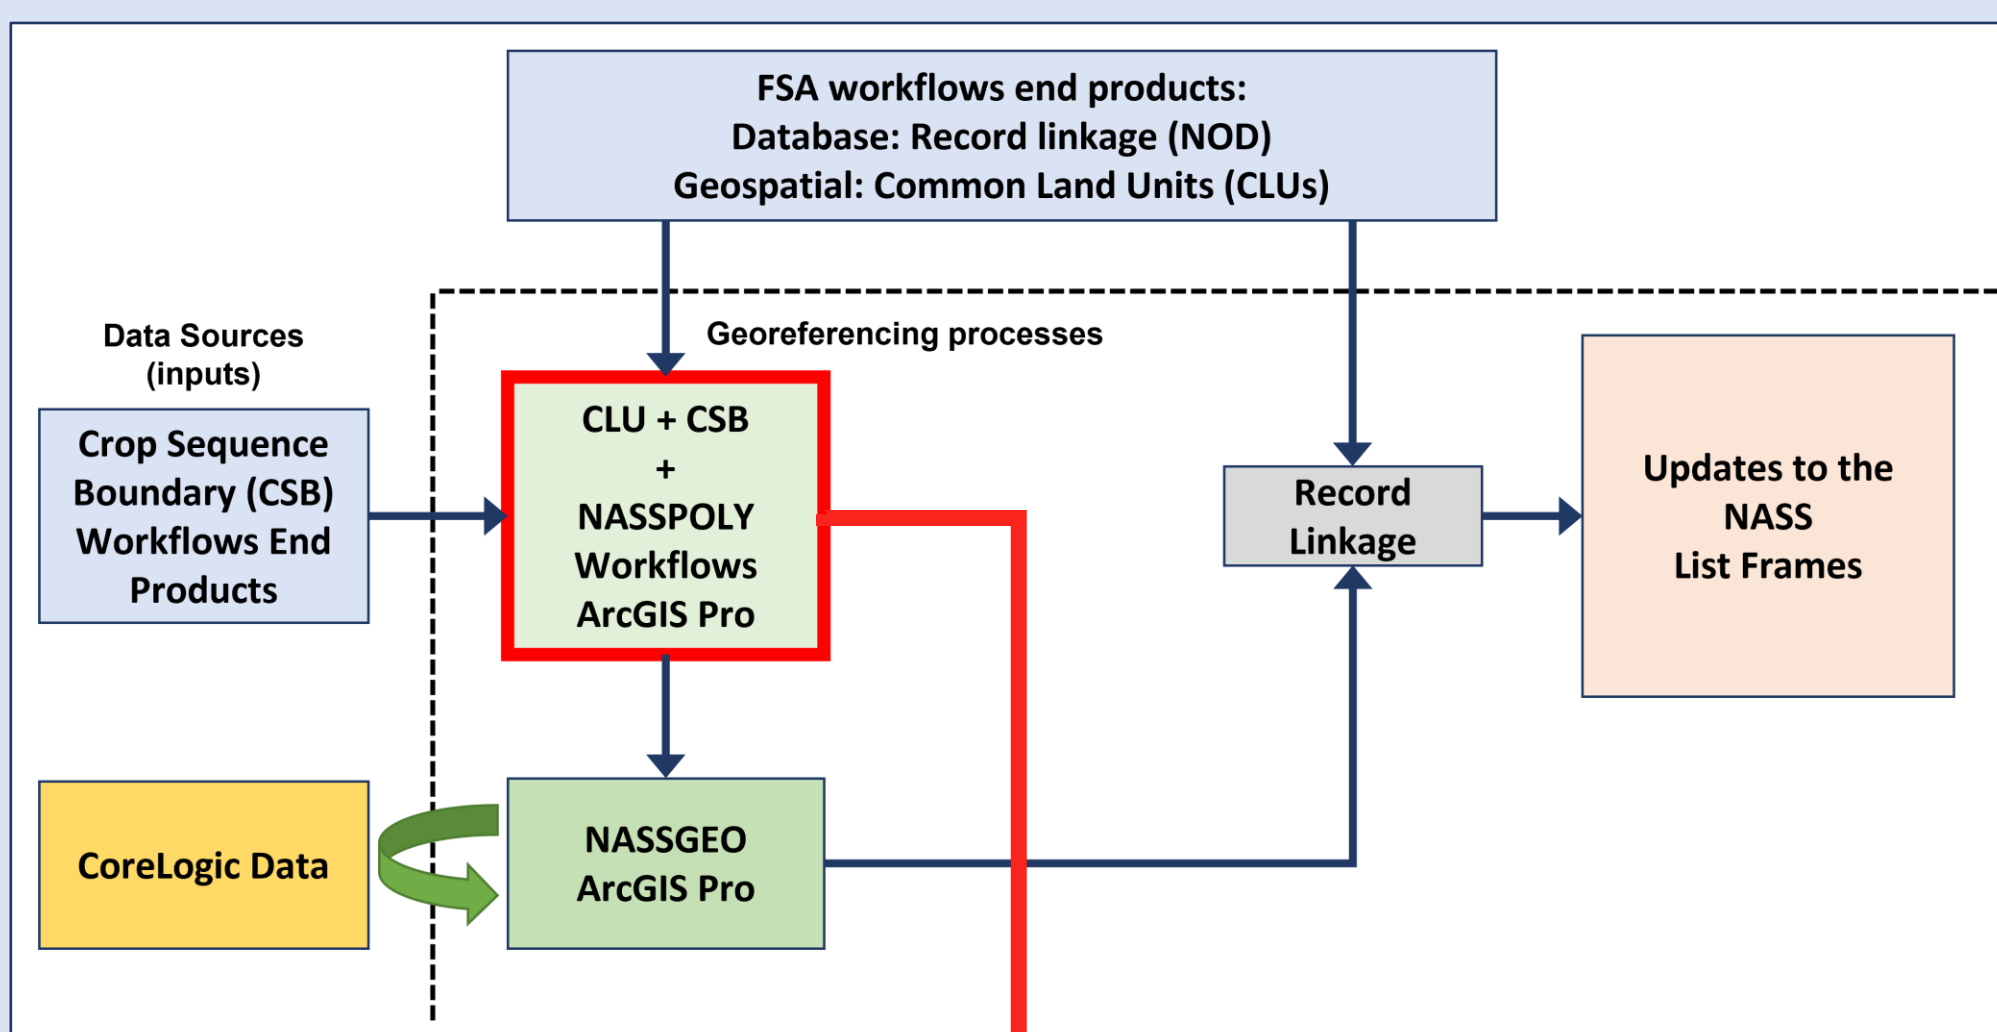 FSA workflows end products:
Database: Record linkage (NOD)
Geospatial: Common Land Units (CLUs)
Data Sources
(inputs)
Georeferencing processes
Crop Sequence
Boundary (CSB)
Workflows End
Products
CLU + CSB
+
NASSPOLY
Workflows
ArcGIS Pro
Record
Linkage
Updates to the
NASS
List Frames
CoreLogic Data
NASSGEO
ArcGIS Pro